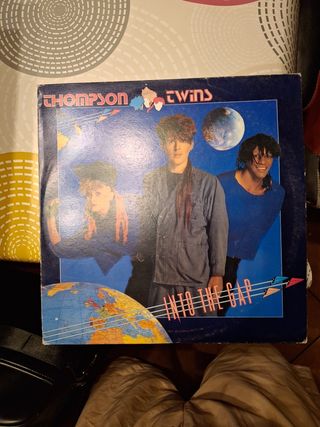 THOMPSON TWINS
INTO THE GAP